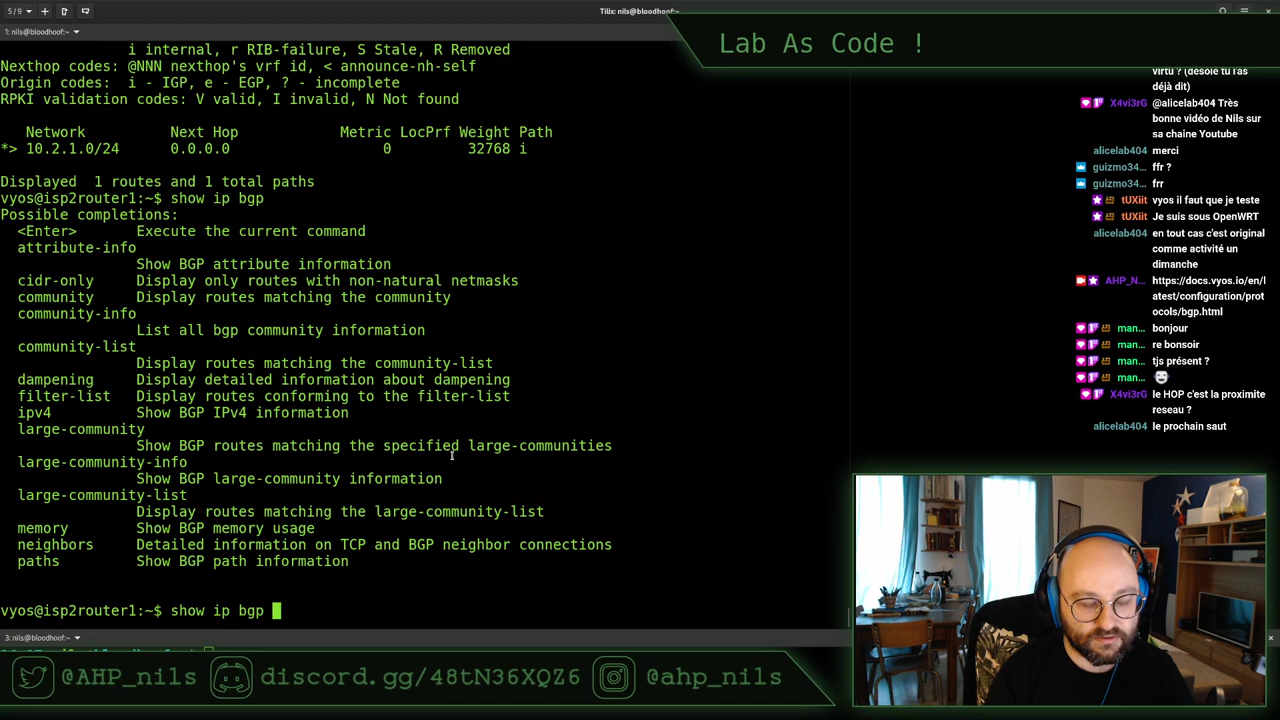 5/9
Tilix: nils@bloodhoof:~
1: nils@bloodhoof:~
Lab As Code !
i internal, r RIB-failure, S Stale, R Removed
Nexthop codes: @NNN nexthop's vrf id, < announce-nh-self
Origin codes:  i - IGP, e - EGP, ? - incomplete
RPKI validation codes: V valid, I invalid, N Not found
   Network          Next Hop            Metric LocPrf Weight Path
*> 10.2.1.0/24      0.0.0.0                  0         32768 i
Displayed  1 routes and 1 total paths
vyos@isp2router1:~$ show ip bgp
Possible completions:
  <Enter>       Execute the current command
  attribute-info
                Show BGP attribute information
  cidr-only     Display only routes with non-natural netmasks
  community     Display routes matching the community
  community-info
                List all bgp community information
  community-list
                Display routes matching the community-list
  dampening     Display detailed information about dampening
  filter-list   Display routes conforming to the filter-list
  ipv4          Show BGP IPv4 information
  large-community
                Show BGP routes matching the specified large-communities
  large-community-info
                Show BGP large-community information
  large-community-list
                Display routes matching the large-community-list
  memory        Show BGP memory usage
  neighbors     Detailed information on TCP and BGP neighbor connections
  paths         Show BGP path information
vyos@isp2router1:~$ show ip bgp
3: nils@bloodhoof:~
virtu ? (désolé tu l'as
déjà dit)
X4vi3rG @alicelab404 Très
bonne vidéo de Nils sur
sa chaine Youtube
alicelab404 merci
guizmo34... ffr ?
guizmo34... frr
tUXiit vyos il faut que je teste
tUXiit Je suis sous OpenWRT
alicelab404 en tout cas c'est original
comme activité un
dimanche
AHP_N... https://docs.vyos.io/en/l
atest/configuration/prot
ocols/bgp.html
man... bonjour
man... re bonsoir
man... tjs présent ?
man...
X4vi3rG le HOP c'est la proximite
reseau ?
alicelab404 le prochain saut
@AHP_nils
discord.gg/48tN36XQZ6
@ahp_nils